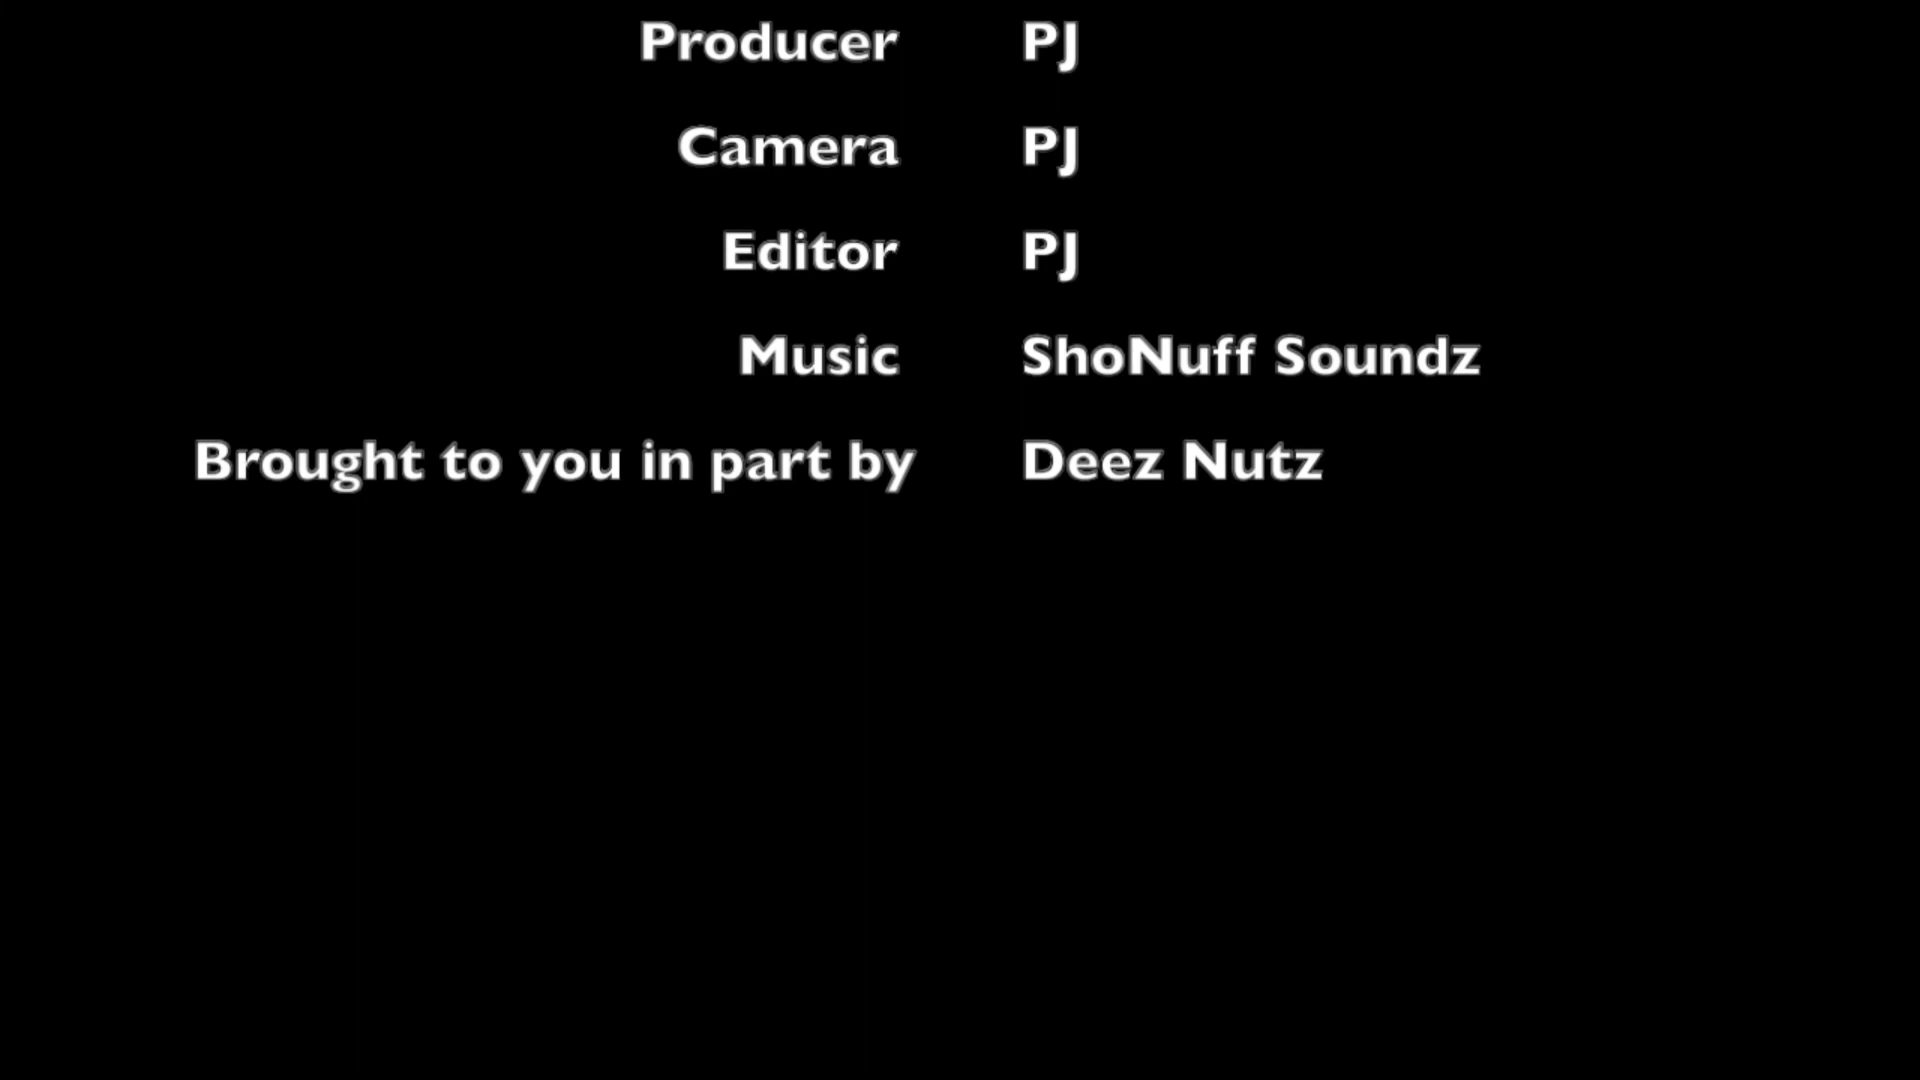 Producer PJ
Camera PJ
Editor PJ
Music ShoNuff Soundz
Brought to you in part by Deez Nutz